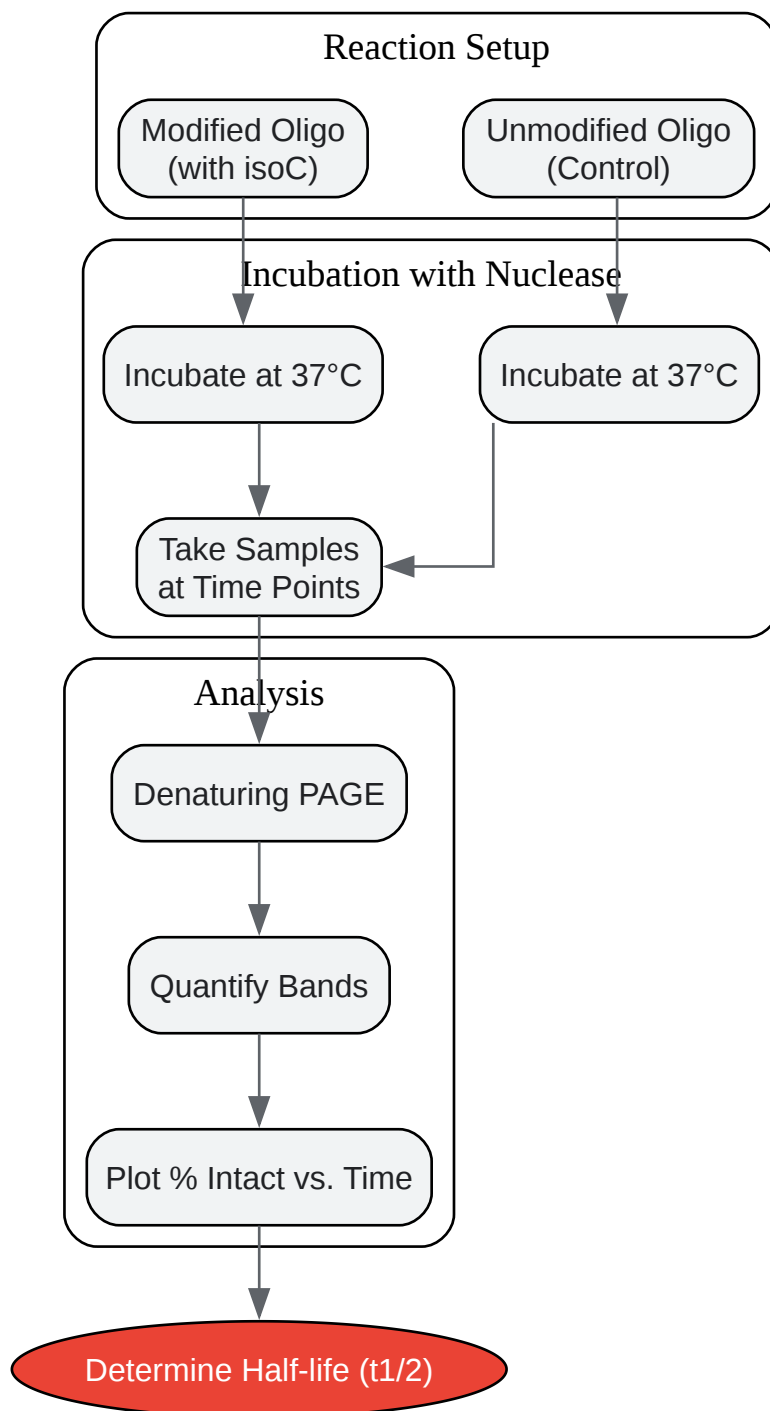 Reaction Setup
Modified Oligo
(with isoC)
Unmodified Oligo
(Control)
Incubation with Nuclease
Incubate at 37°C
Incubate at 37°C
Take Samples
at Time Points
Analysis
Denaturing PAGE
Quantify Bands
Plot % Intact vs. Time
Determine Half-life (t1/2)